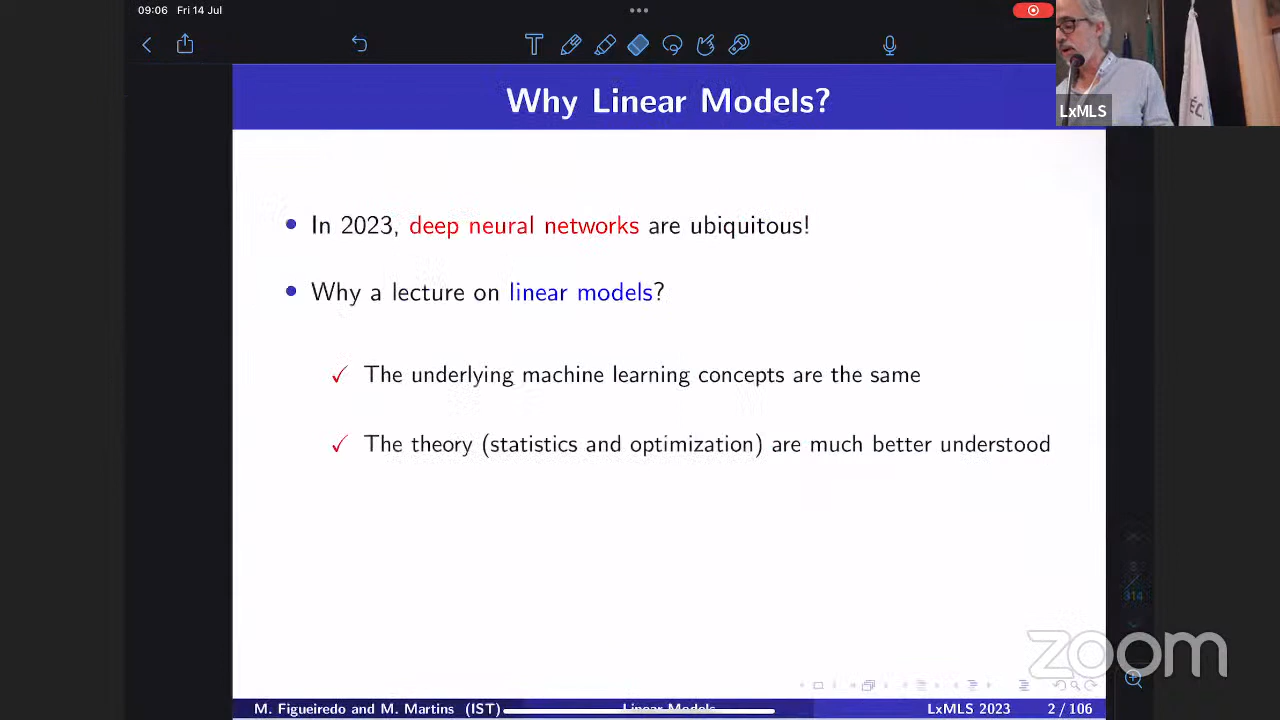 09:06 Fri 14 Jul
Why Linear Models?
LxMLS
In 2023, deep neural networks are ubiquitous!
Why a lecture on linear models?
✓ The underlying machine learning concepts are the same
✓ The theory (statistics and optimization) are much better understood
3
314
zoom
M. Figueiredo and M. Martins (IST) Linear Models LxMLS 2023 2 / 106